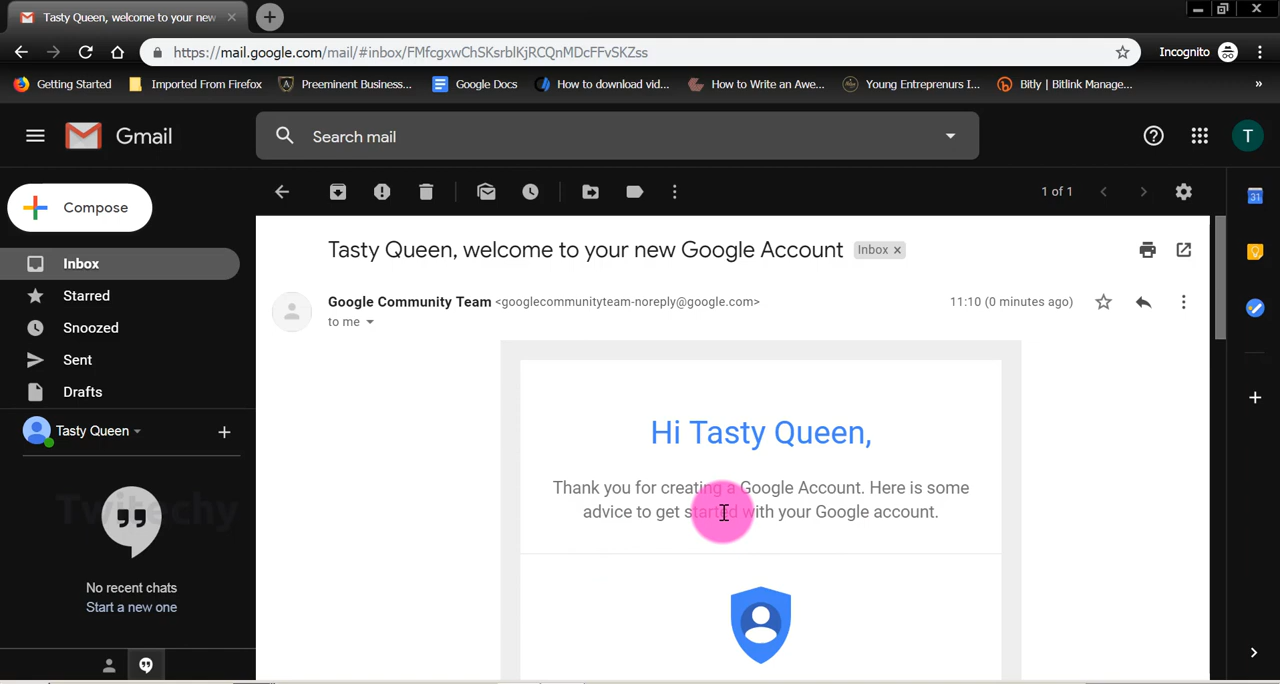 Tasty Queen, welcome to your new
https://mail.google.com/mail/#inbox/FMfcgxwChSKsrblKjRCQnMDcFFvSKZss
Incognito
Getting Started
Imported From Firefox
Preeminent Business...
Google Docs
How to download vid...
How to Write an Awe...
Young Entreprenurs I...
Bitly | Bitlink Manage...
»
Gmail
Search mail
T
Compose
1 of 1
31
Inbox
Starred
Snoozed
Sent
Drafts
Tasty Queen
Twitechy
No recent chats
Start a new one
Tasty Queen, welcome to your new Google Account
Inbox x
Google Community Team <googlecommunityteam-noreply@google.com>
11:10 (0 minutes ago)
to me
Hi Tasty Queen,
Thank you for creating a Google Account. Here is some
advice to get started with your Google account.